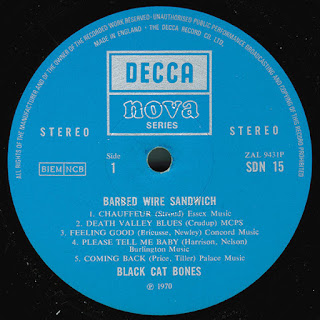 ALL RIGHTS OF THE MANUFACTURER AND OF THE OWNER OF THE RECORDED WORK RESERVED · UNAUTHORISED PUBLIC PERFORMANCE, BROADCASTING AND COPYING OF THIS RECORD PROHIBITED
MADE IN ENGLAND · THE DECCA RECORD CO. LTD.
DECCA
nova
SERIES
STEREO STEREO
Side
1
ZAL 9431P
SDN 15
BIEM NCB
BARBED WIRE SANDWICH
1. CHAUFFEUR Essex Music
2. DEATH VALLEY BLUES (Crudup) MCPS
3. FEELING GOOD (Bricusse, Newley) Concord Music
4. PLEASE TELL ME BABY (Harrison, Nelson)
Burlington Music
5. COMING BACK (Price, Tiller) Palace Music
BLACK CAT BONES
Ⓟ 1970